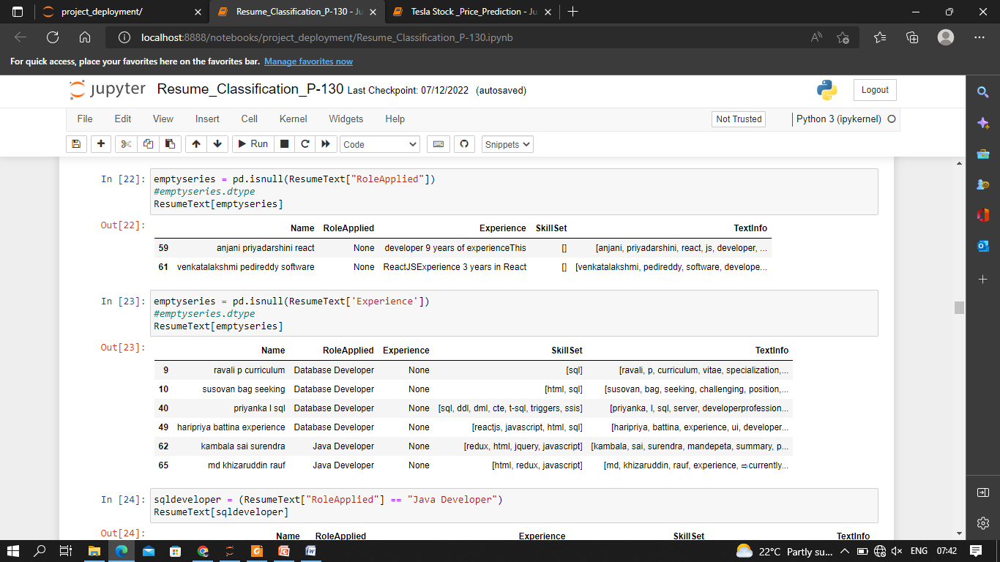 project_deployment/
Resume_Classification_P-130 - Ju
Tesla Stock _Price_Prediction - Ju
localhost:8888/notebooks/project_deployment/Resume_Classification_P-130.ipynb
For quick access, place your favorites here on the favorites bar. Manage favorites now
jupyter Resume_Classification_P-130 Last Checkpoint: 07/12/2022 (autosaved)
Logout
File Edit View Insert Cell Kernel Widgets Help Not Trusted Python 3 (ipykernel)
Run Code Snippets
In [22]: emptyseries = pd.isnull(ResumeText["RoleApplied"])
#emptyseries.dtype
ResumeText[emptyseries]
Out[22]:
Name RoleApplied Experience SkillSet TextInfo
59 anjani priyadarshini react None developer 9 years of experienceThis [] [anjani, priyadarshini, react, js, developer, ...
61 venkatalakshmi pedireddy software None ReactJSExperience 3 years in React [] [venkatalakshmi, pedireddy, software, develope...
In [23]: emptyseries = pd.isnull(ResumeText['Experience'])
#emptyseries.dtype
ResumeText[emptyseries]
Out[23]:
Name RoleApplied Experience SkillSet TextInfo
9 ravali p curriculum Database Developer None [sql] [ravali, p, curriculum, vitae, specialization,...
10 susovan bag seeking Database Developer None [html, sql] [susovan, bag, seeking, challenging, position,...
40 priyanka l sql Database Developer None [sql, ddl, dml, cte, t-sql, triggers, ssis] [priyanka, l, sql, server, developerprofession...
49 haripriya battina experience Database Developer None [reactjs, javascript, html, sql] [haripriya, battina, experience, ui, developer...
62 kambala sai surendra Java Developer None [redux, html, jquery, javascript] [kambala, sai, surendra, mandepeta, summary, p...
65 md khizaruddin rauf Java Developer None [html, redux, javascript] [md, khizaruddin, rauf, experience, ⇨currently...
In [24]: sqldeveloper = (ResumeText["RoleApplied"] == "Java Developer")
ResumeText[sqldeveloper]
Out[24]:
Name RoleApplied Experience SkillSet TextInfo
22°C Partly su... ENG 07:42